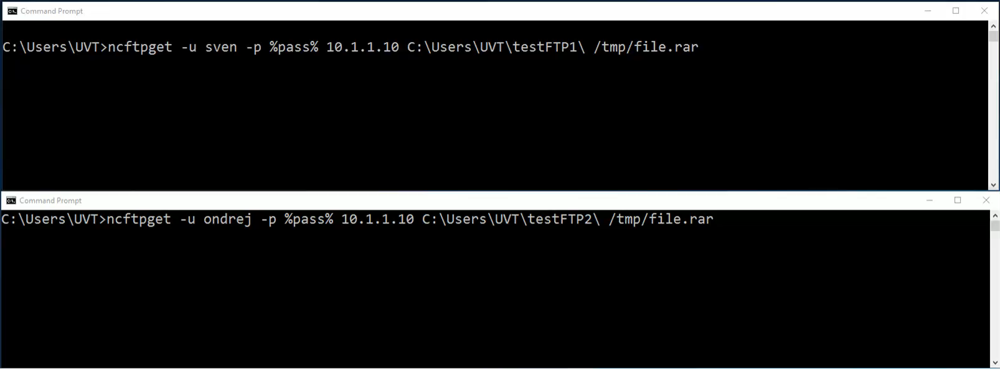 Command Prompt
C:\Users\UVT>ncftpget -u sven -p %pass% 10.1.1.10 C:\Users\UVT\testFTP1\ /tmp/file.rar
Command Prompt
C:\Users\UVT>ncftpget -u ondrej -p %pass% 10.1.1.10 C:\Users\UVT\testFTP2\ /tmp/file.rar